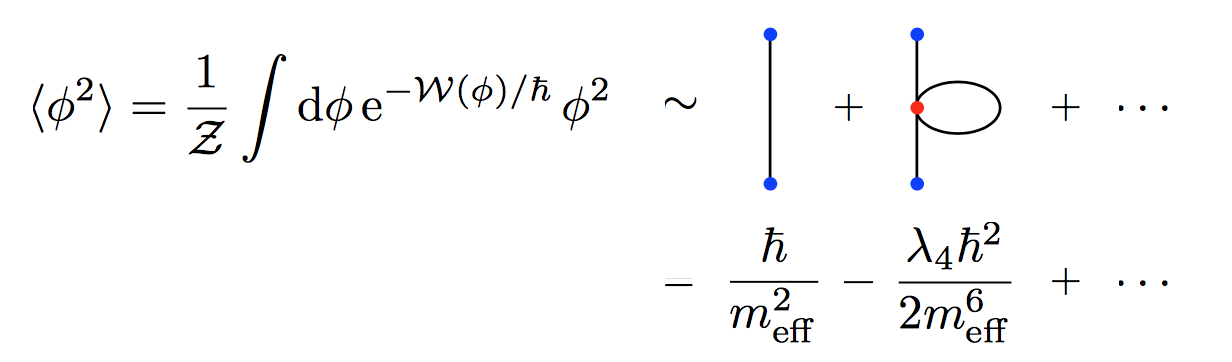 ⟨ϕ²⟩ = 1/𝒵 ∫ dϕ e^{−𝒲(ϕ)/ħ} ϕ² ∼ + + ⋯
= ħ/m²_eff − λ₄ħ²/2m⁶_eff + ⋯